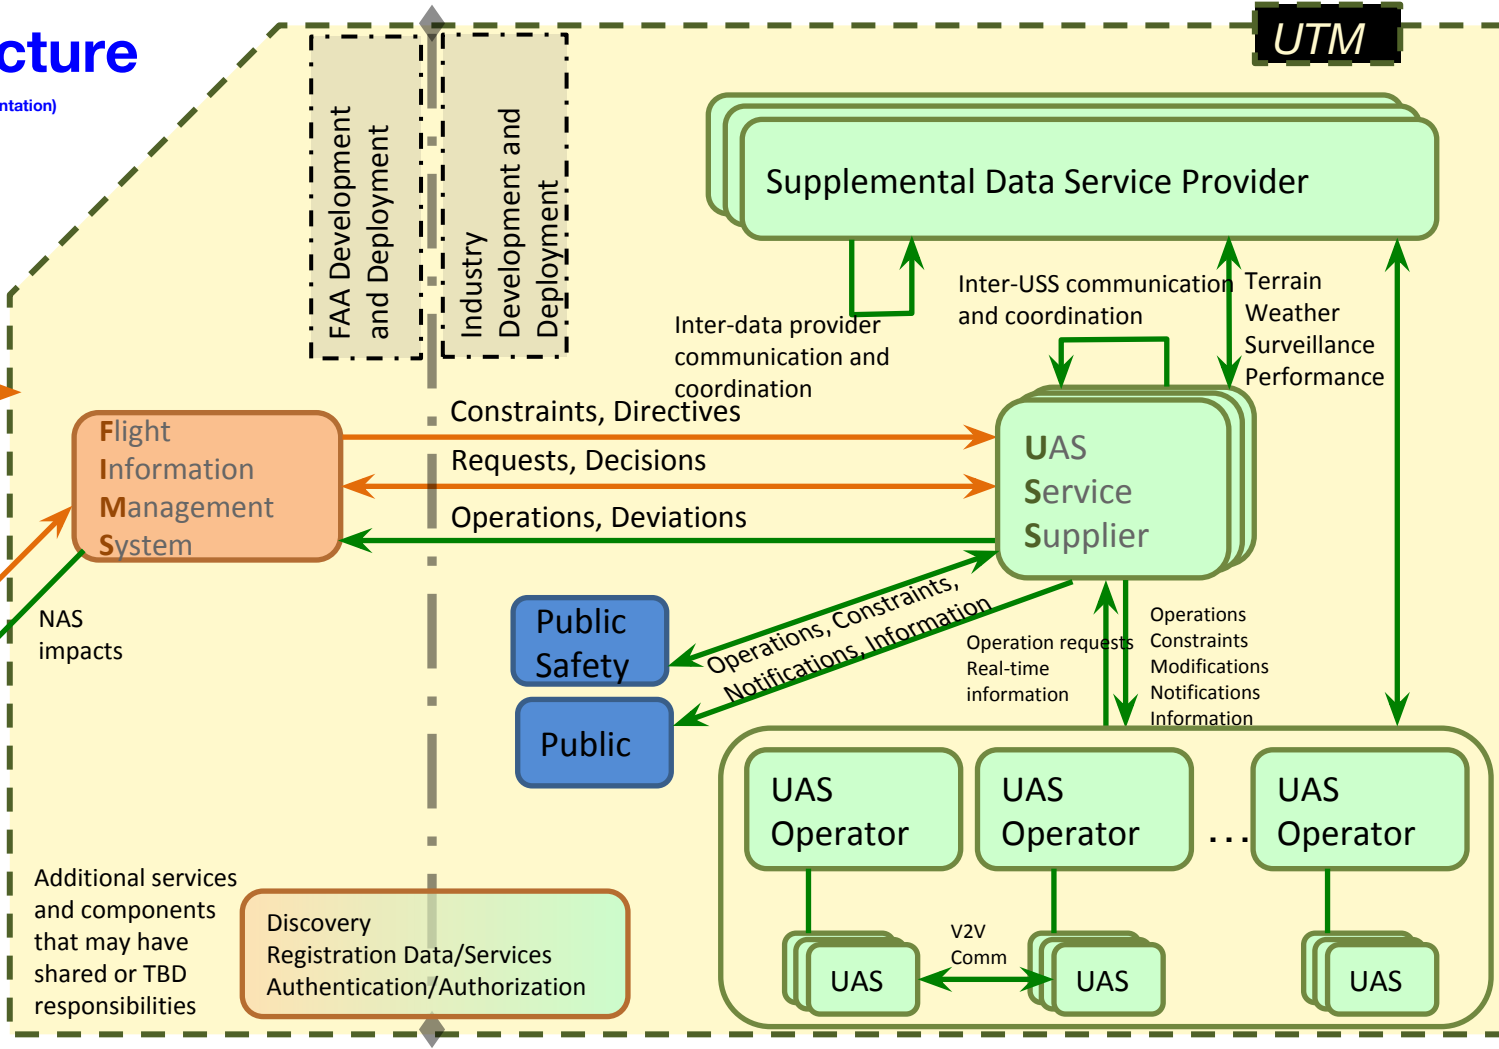 cture
ntation)
UTM
FAA Development
and Deployment
Industry
Development and
Deployment
Supplemental Data Service Provider
Inter-data provider
communication and
coordination
Inter-USS communication
and coordination
Terrain
Weather
Surveillance
Performance
Flight
Information
Management
System
Constraints, Directives
Requests, Decisions
Operations, Deviations
UAS
Service
Supplier
NAS
impacts
Public
Safety
Public
Operations, Constraints,
Notifications, Information
Operation requests
Real-time
information
Operations
Constraints
Modifications
Notifications
Information
UAS
Operator
UAS
Operator
...
UAS
Operator
V2V
Comm
UAS
UAS
UAS
Additional services
and components
that may have
shared or TBD
responsibilities
Discovery
Registration Data/Services
Authentication/Authorization